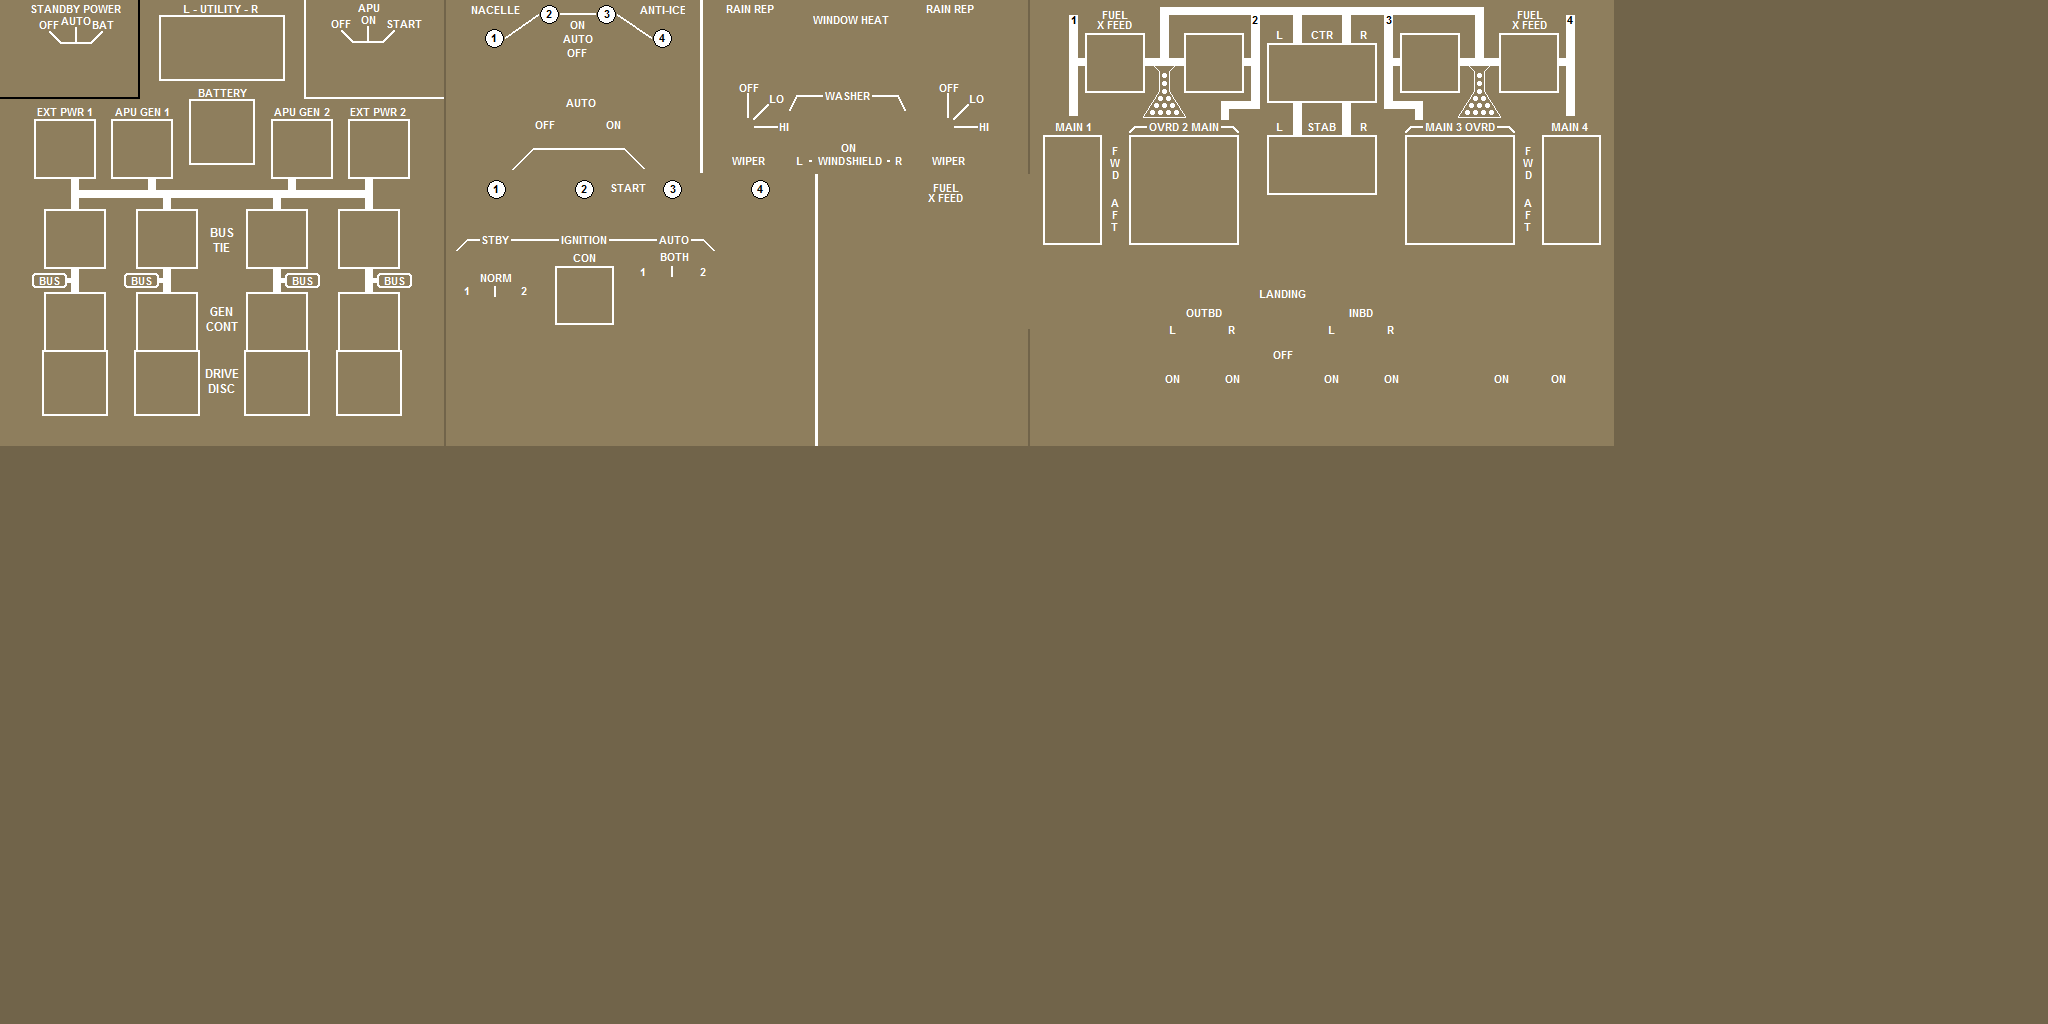 STANDBY POWER
OFF AUTO BAT
L - UTILITY - R
APU
OFF ON START
BATTERY
EXT PWR 1
APU GEN 1
APU GEN 2
EXT PWR 2
BUS
TIE
BUS
BUS
BUS
BUS
GEN
CONT
DRIVE
DISC
NACELLE
ANTI-ICE
1
2
3
4
ON
AUTO
OFF
AUTO
OFF
ON
1
2
START
3
4
STBY
IGNITION
AUTO
CON
BOTH
1
2
NORM
1
2
RAIN REP
WINDOW HEAT
RAIN REP
OFF
LO
HI
WASHER
OFF
LO
HI
ON
WIPER
L - WINDSHIELD - R
WIPER
FUEL
X FEED
1
FUEL
X FEED
2
L CTR R
3
FUEL
X FEED
4
MAIN 1
OVRD 2 MAIN
L STAB R
MAIN 3 OVRD
MAIN 4
FWD
AFT
FWD
AFT
LANDING
OUTBD
INBD
L
R
L
R
OFF
ON
ON
ON
ON
ON
ON